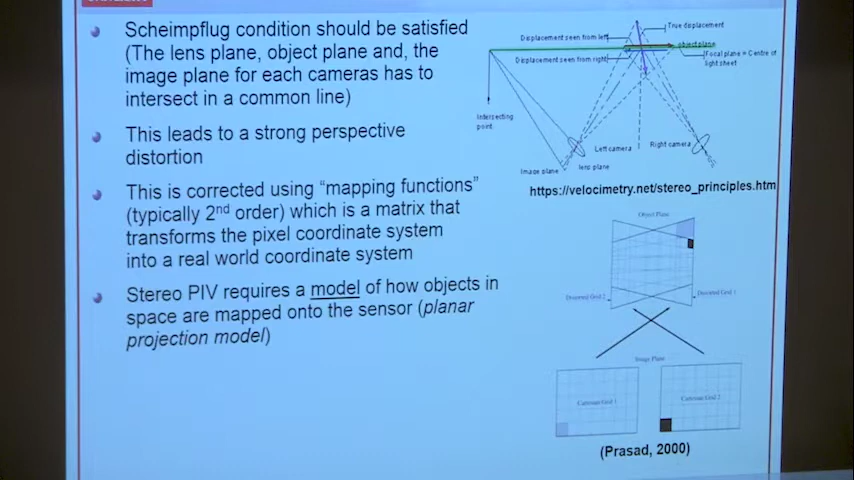 Scheimpflug condition should be satisfied
(The lens plane, object plane and, the
image plane for each cameras has to
intersect in a common line)
This leads to a strong perspective
distortion
This is corrected using “mapping functions”
(typically 2nd order) which is a matrix that
transforms the pixel coordinate system
into a real world coordinate system
Stereo PIV requires a model of how objects in
space are mapped onto the sensor (planar
projection model)
True displacement
Displacement seen from left
object plane
Displacement seen from right
Focal plane = Centre of
light sheet
Intersecting
point
Left camera
Right camera
Image plane
lens plane
https://velocimetry.net/stereo_principles.htm
Object Plane
Distorted Grid 2
Distorted Grid 1
Image Plane
Cartesian Grid 1
Cartesian Grid 2
(Prasad, 2000)